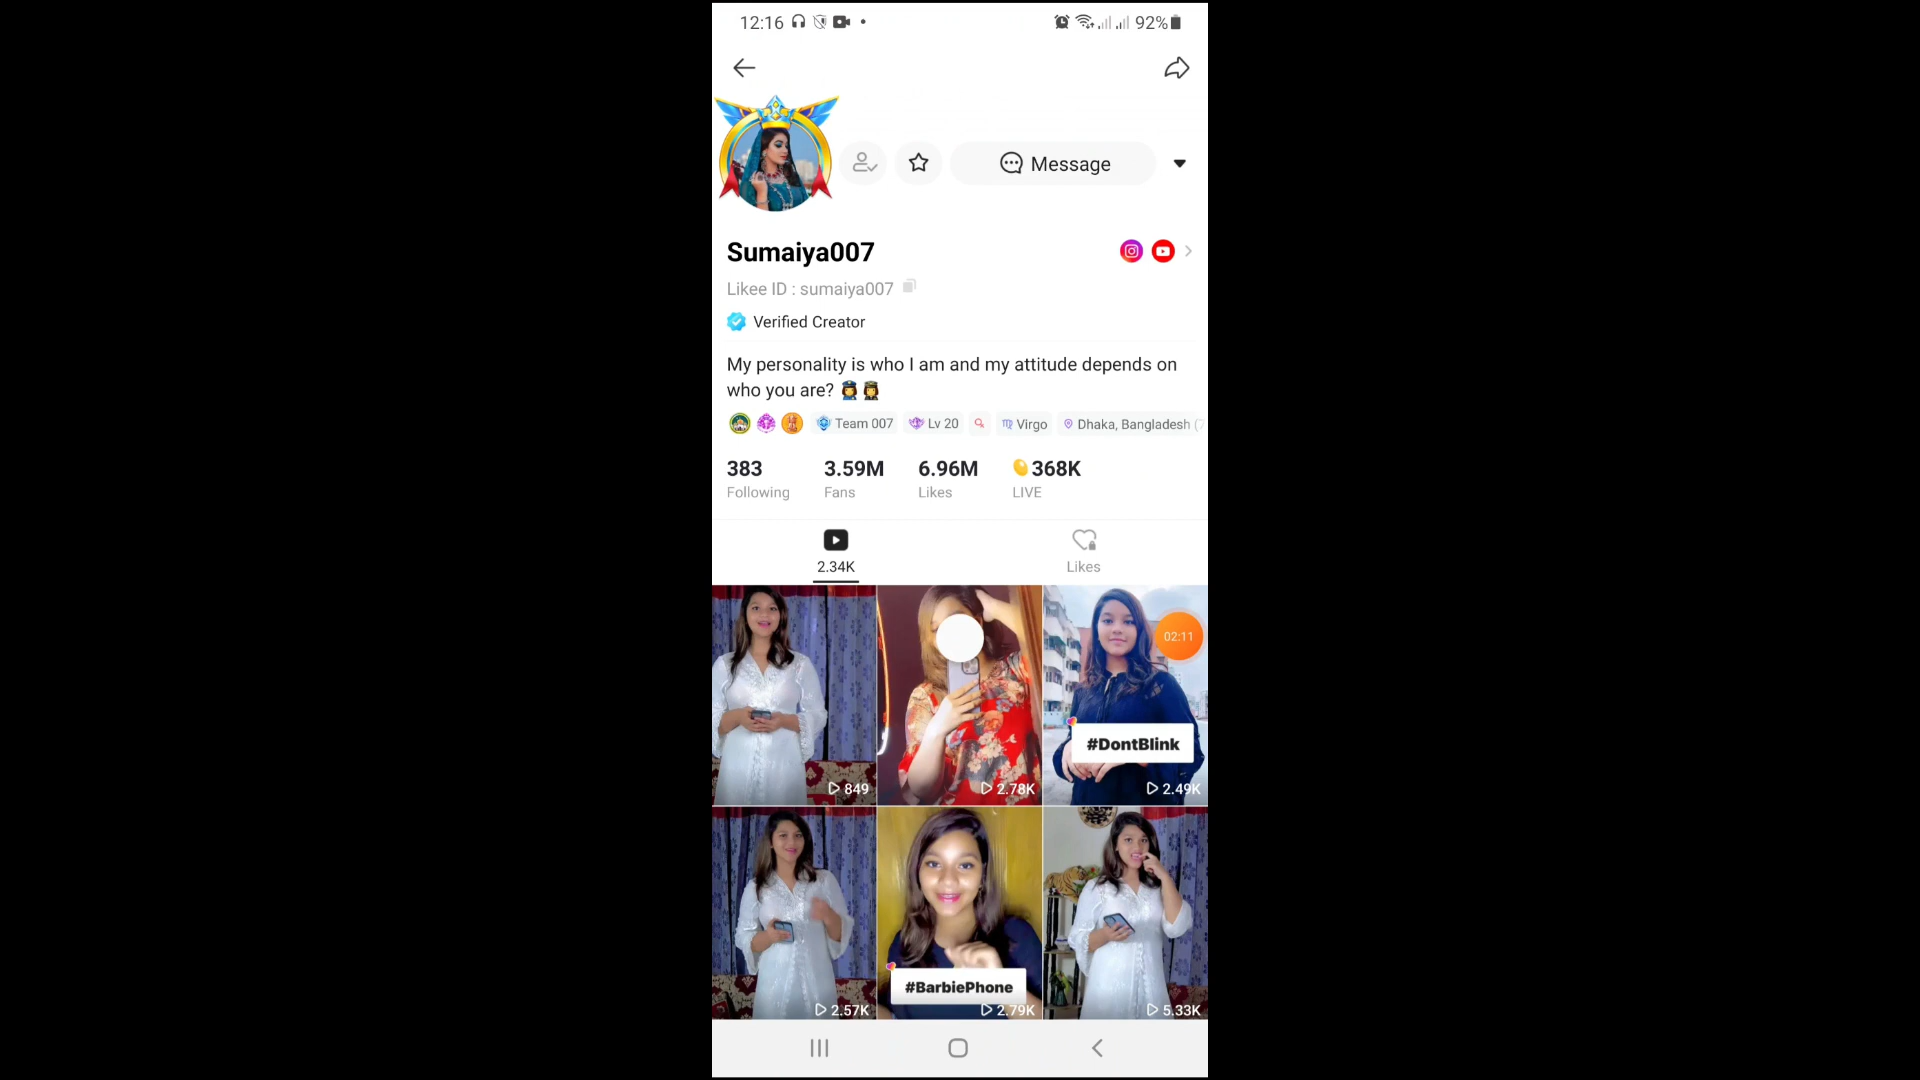 12:16
92%
Message
Sumaiya007
Likee ID : sumaiya007
Verified Creator
My personality is who I am and my attitude depends on
who you are?
Team 007 Lv 20 Virgo Dhaka, Bangladesh
383 3.59M 6.96M 368K
Following Fans Likes LIVE
2.34K Likes
02:11
#DontBlink
849 2.78K 2.49K
#BarbiePhone
2.57K 2.79K 5.33K